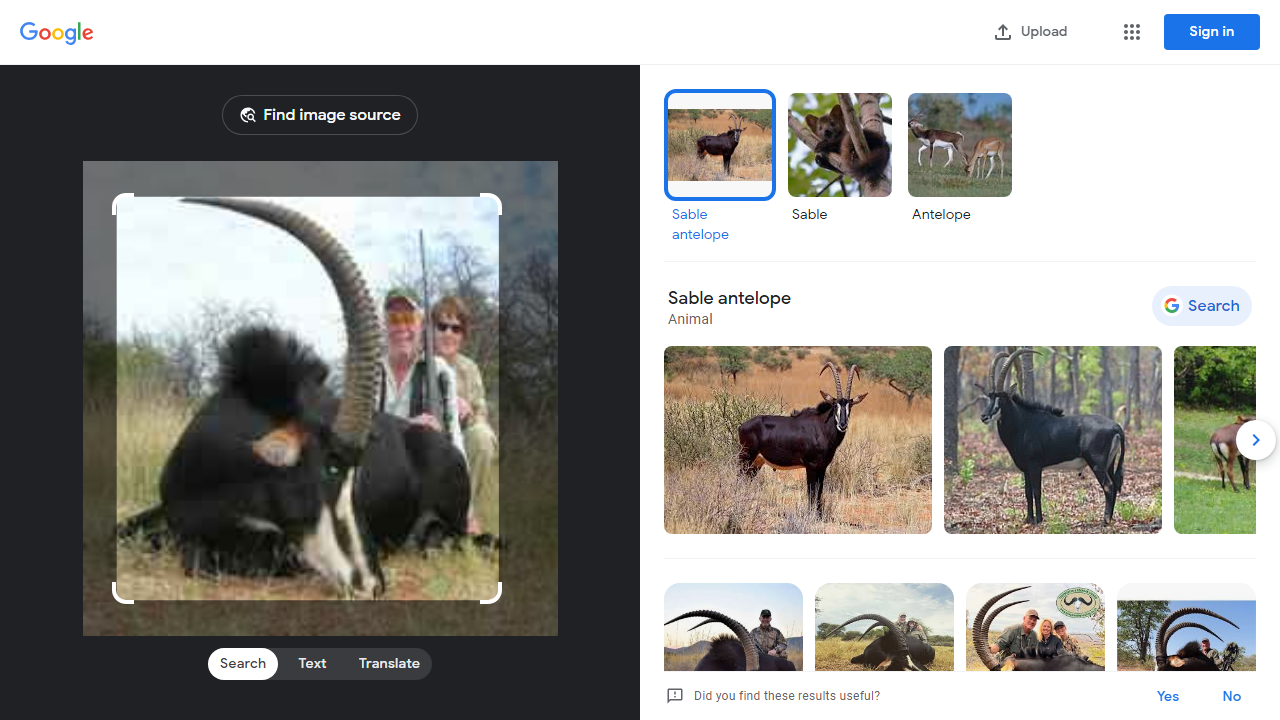 Google
Upload
Sign in
Find image source
Sable
antelope
Sable
Antelope
Sable antelope
Animal
Search
Search
Text
Translate
Did you find these results useful?
Yes
No